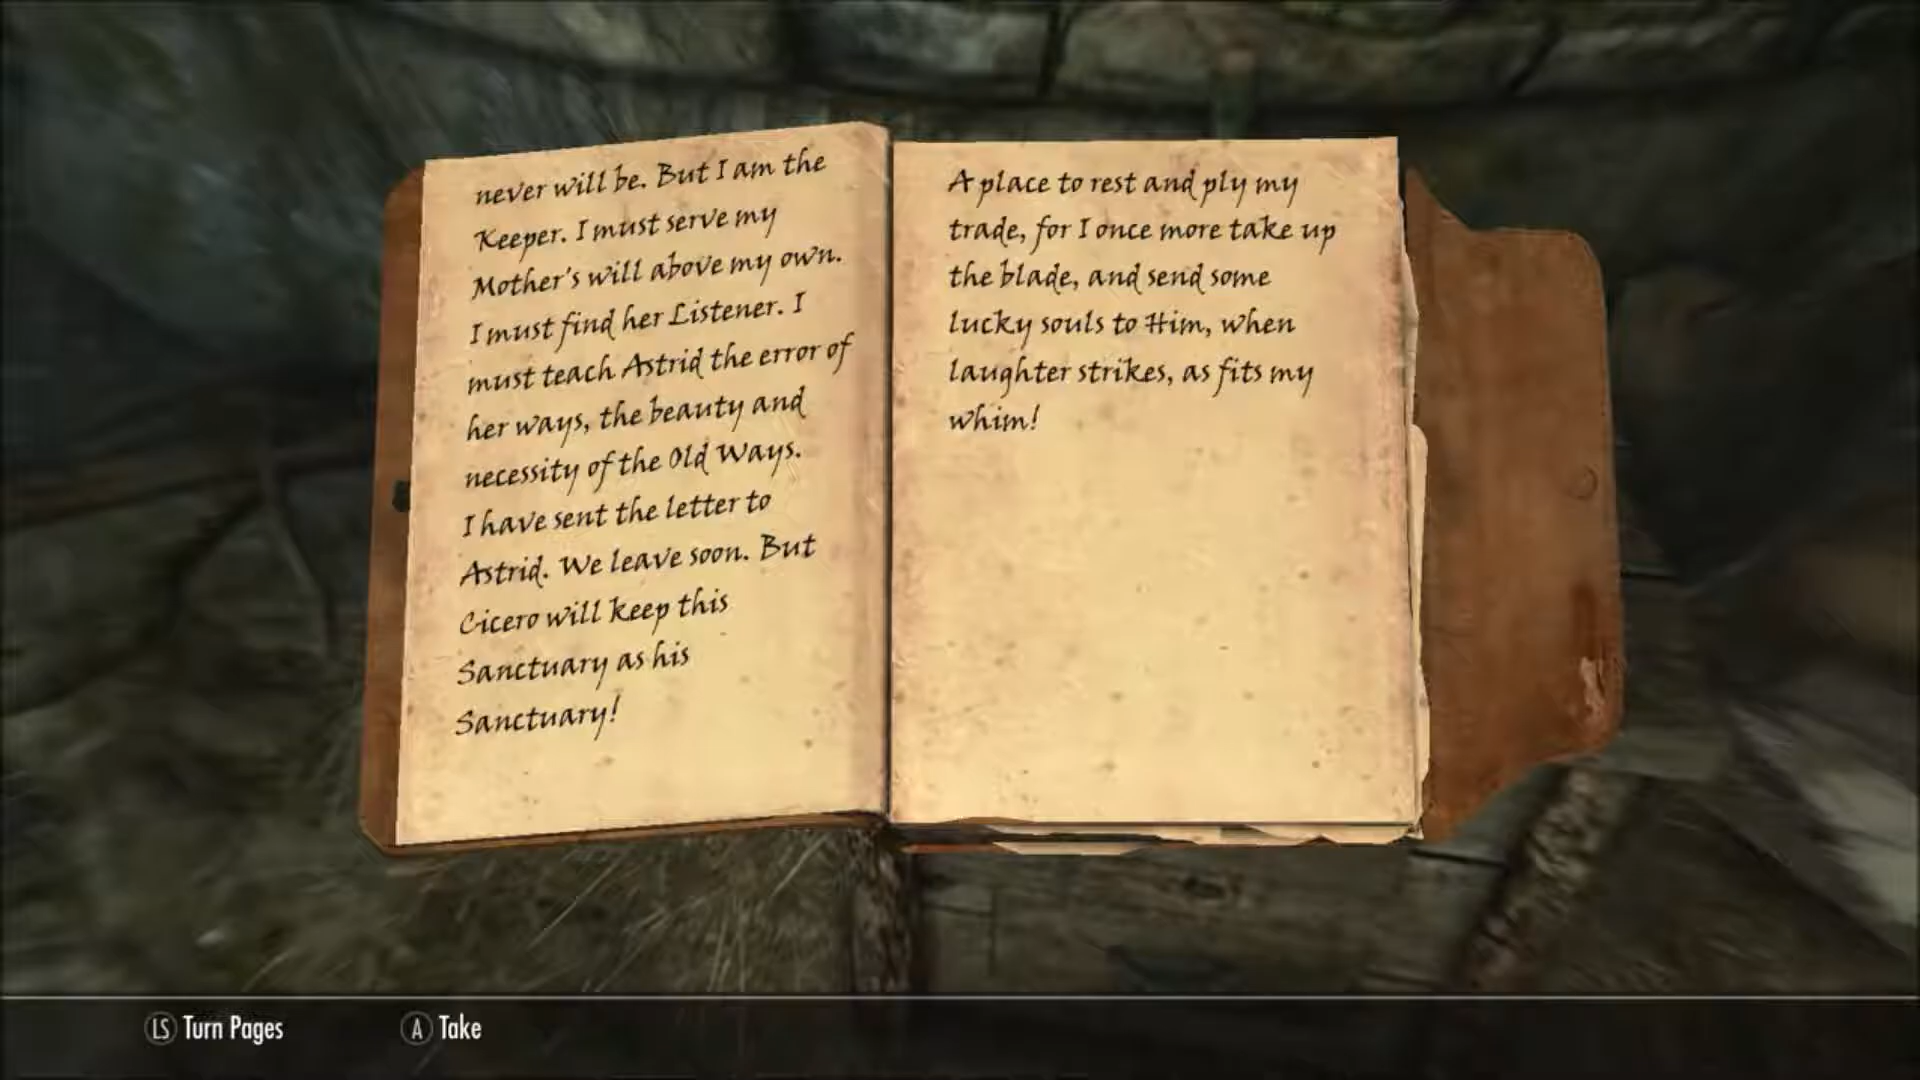 never will be. But I am the
Keeper. I must serve my
Mother's will above my own.
I must find her Listener. I
must teach Astrid the error of
her ways, the beauty and
necessity of the Old Ways.
I have sent the letter to
Astrid. We leave soon. But
Cicero will keep this
Sanctuary as his
Sanctuary!
A place to rest and ply my
trade, for I once more take up
the blade, and send some
lucky souls to Him, when
laughter strikes, as fits my
whim!
LS Turn Pages
A Take